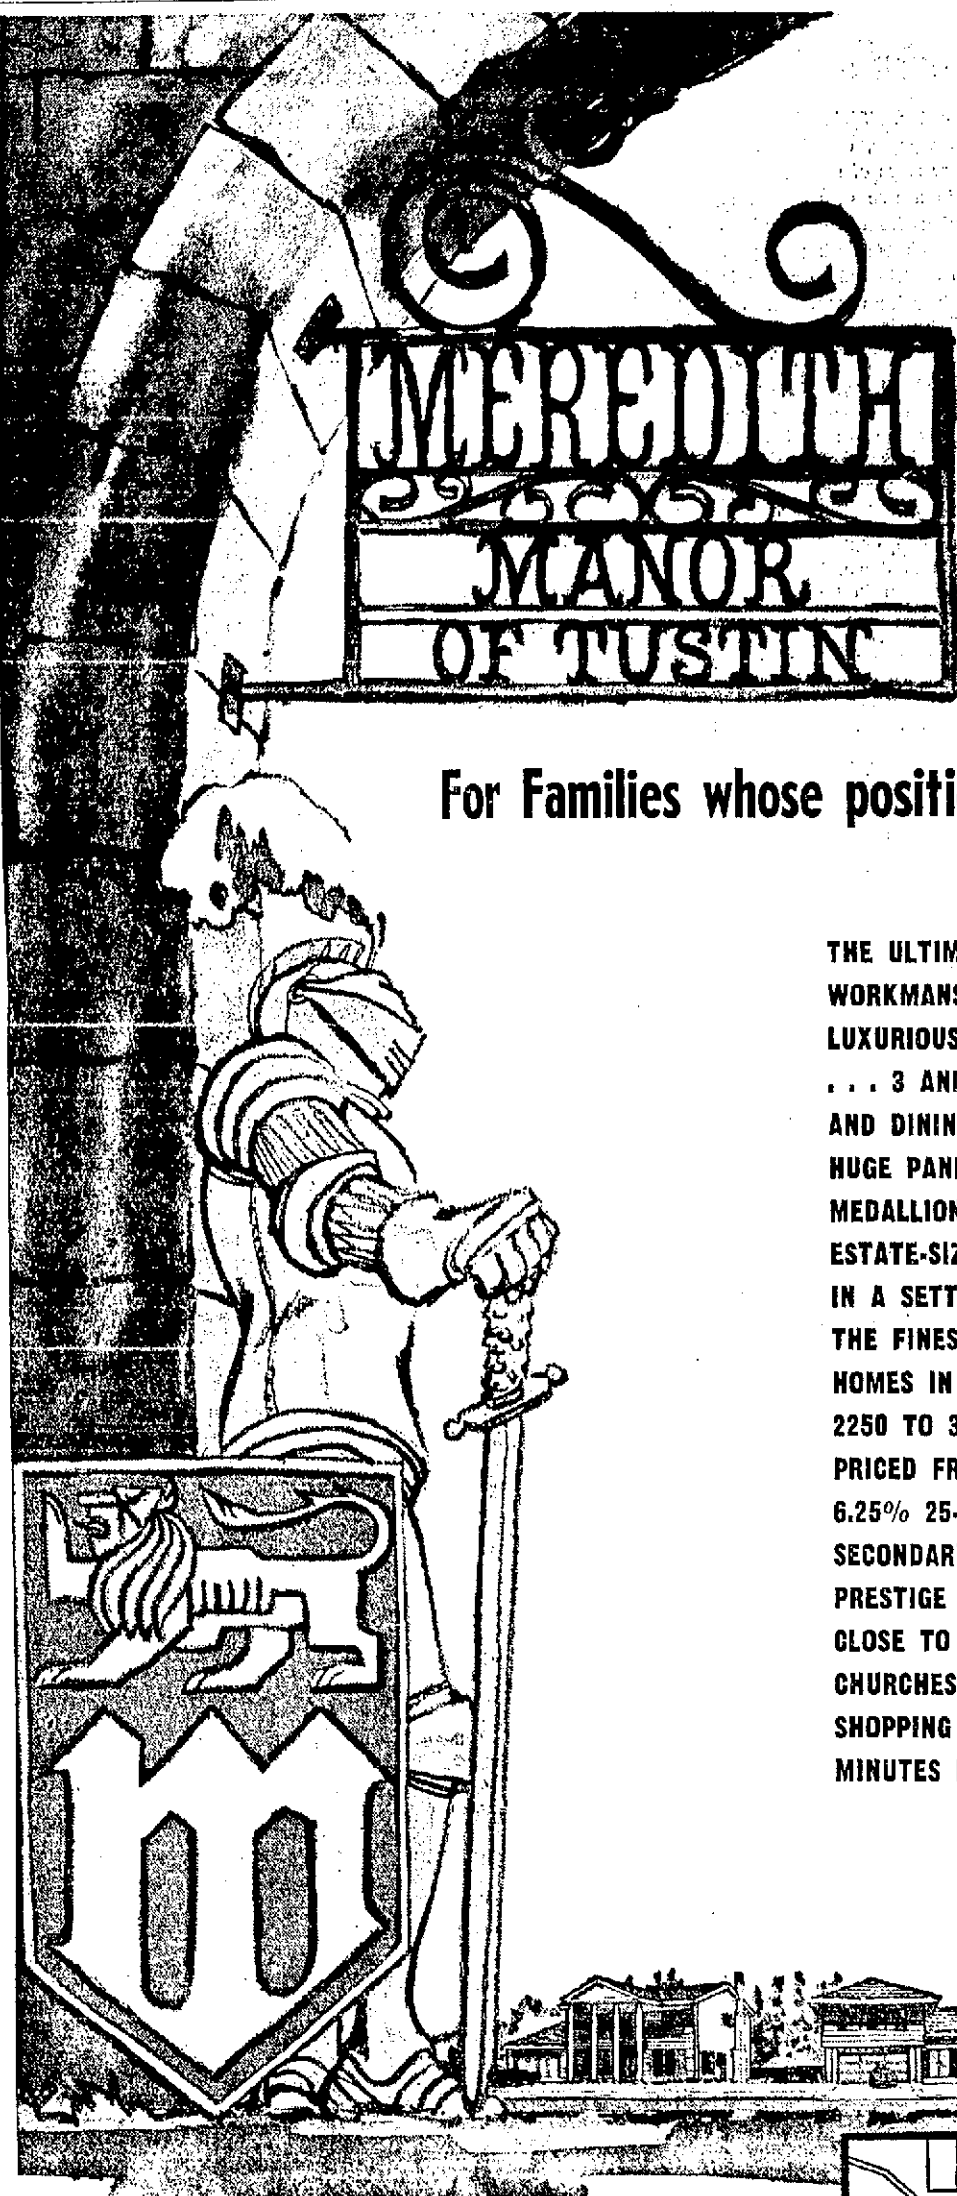 MEREDITH
MANOR
OF TUSTIN
For Families whose positi
THE ULTIM
WORKMANS
LUXURIOUS
. . . 3 AN
AND DININ
HUGE PAN
MEDALLION
ESTATE-SIZ
IN A SETT
THE FINES
HOMES IN
2250 TO 3
PRICED FR
6.25% 25-
SECONDAR
PRESTIGE
CLOSE TO
CHURCHES
SHOPPING
MINUTES
m